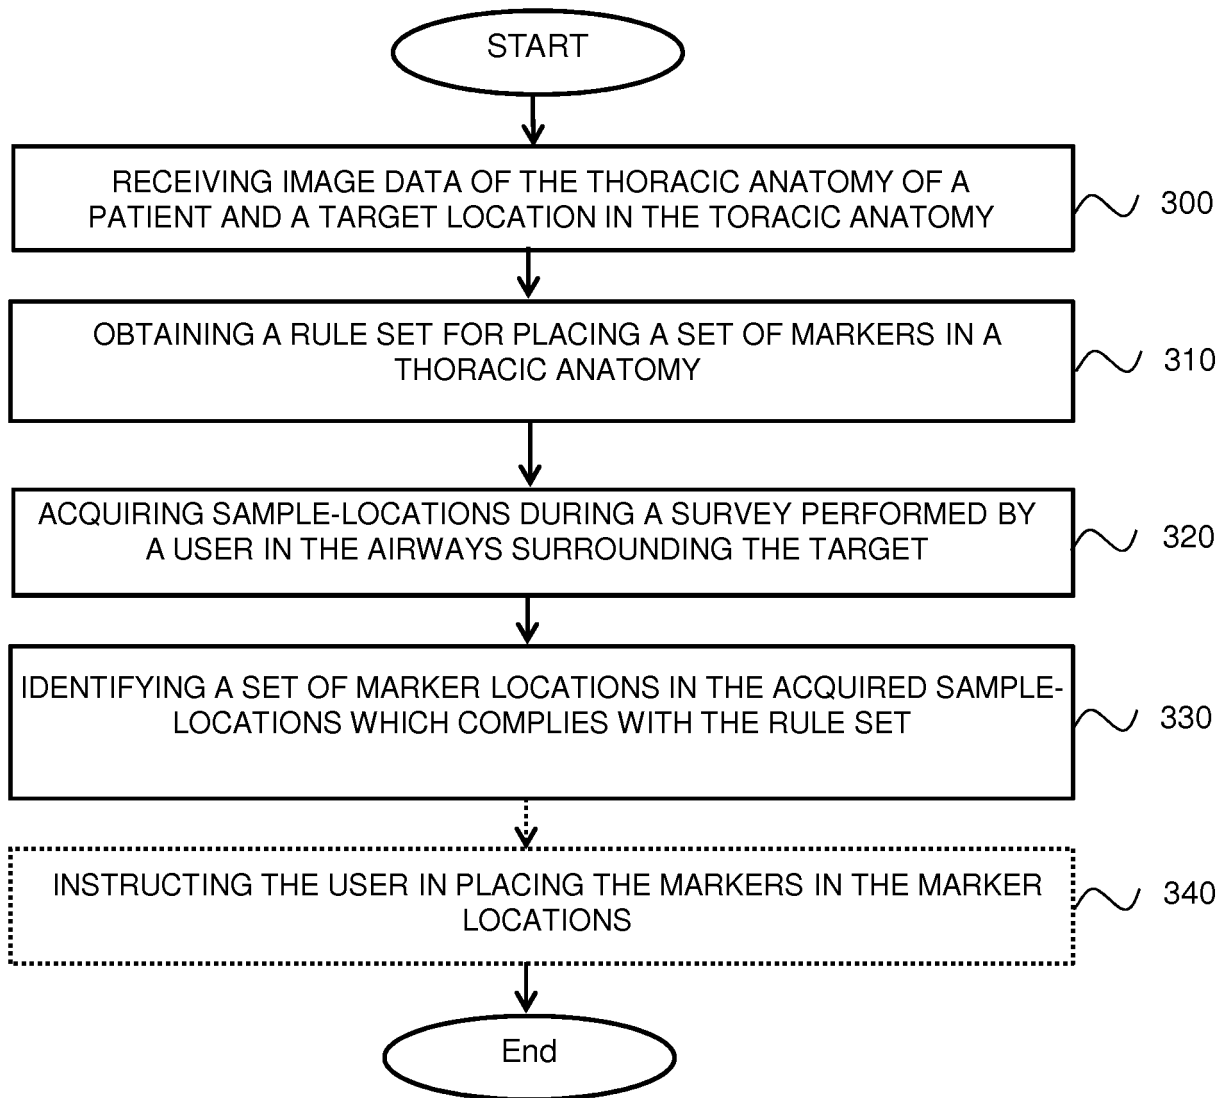 START
RECEIVING IMAGE DATA OF THE THORACIC ANATOMY OF A
PATIENT AND A TARGET LOCATION IN THE TORACIC ANATOMY
300
OBTAINING A RULE SET FOR PLACING A SET OF MARKERS IN A
THORACIC ANATOMY
310
ACQUIRING SAMPLE-LOCATIONS DURING A SURVEY PERFORMED BY
A USER IN THE AIRWAYS SURROUNDING THE TARGET
320
IDENTIFYING A SET OF MARKER LOCATIONS IN THE ACQUIRED SAMPLE-
LOCATIONS WHICH COMPLIES WITH THE RULE SET
330
INSTRUCTING THE USER IN PLACING THE MARKERS IN THE MARKER
LOCATIONS
340
End